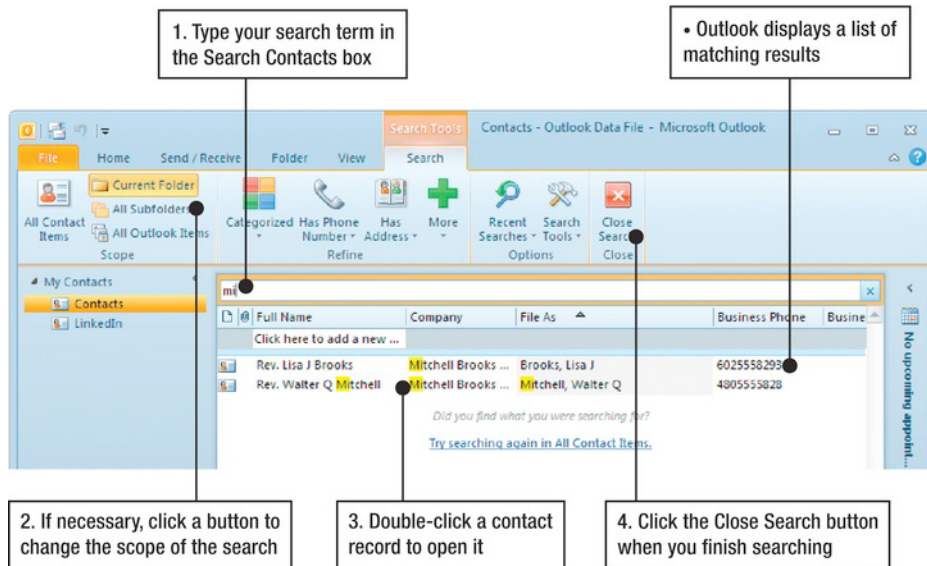 1. Type your search term in
the Search Contacts box
• Outlook displays a list of
matching results
Search Tools
Contacts - Outlook Data File - Microsoft Outlook
File Home Send / Receive Folder View Search
All Contact Items
Current Folder
All Subfolders
All Outlook Items
Scope
Categorized
Has Phone Number
Has Address
More
Refine
Recent Searches
Search Tools
Options
Close Search
Close
My Contacts
Contacts
LinkedIn
mi
Full Name Company File As Business Phone Busine
Click here to add a new ...
Rev. Lisa J Brooks Mitchell Brooks ... Brooks, Lisa J 602555829
Rev. Walter Q Mitchell Mitchell Brooks ... Mitchell, Walter Q 4805555828
Did you find what you were searching for?
Try searching again in All Contact Items.
No upcoming appoint...
2. If necessary, click a button to
change the scope of the search
3. Double-click a contact
record to open it
4. Click the Close Search button
when you finish searching